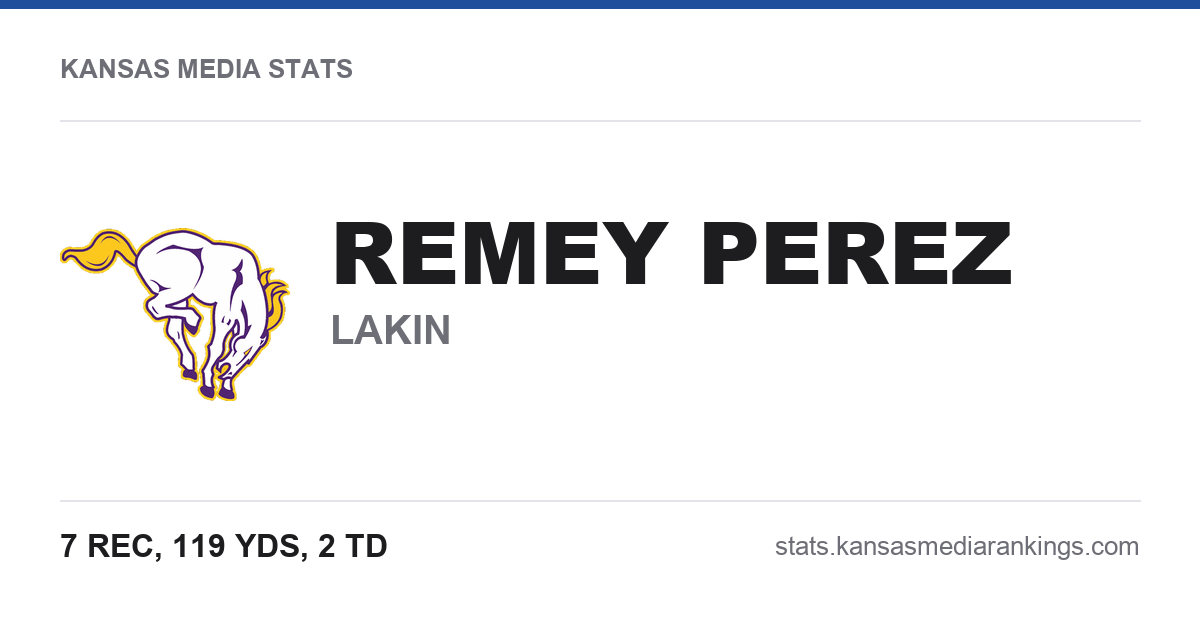 KANSAS MEDIA STATS
REMEY PEREZ
LAKIN
7 REC, 119 YDS, 2 TD
stats.kansasmediarankings.com